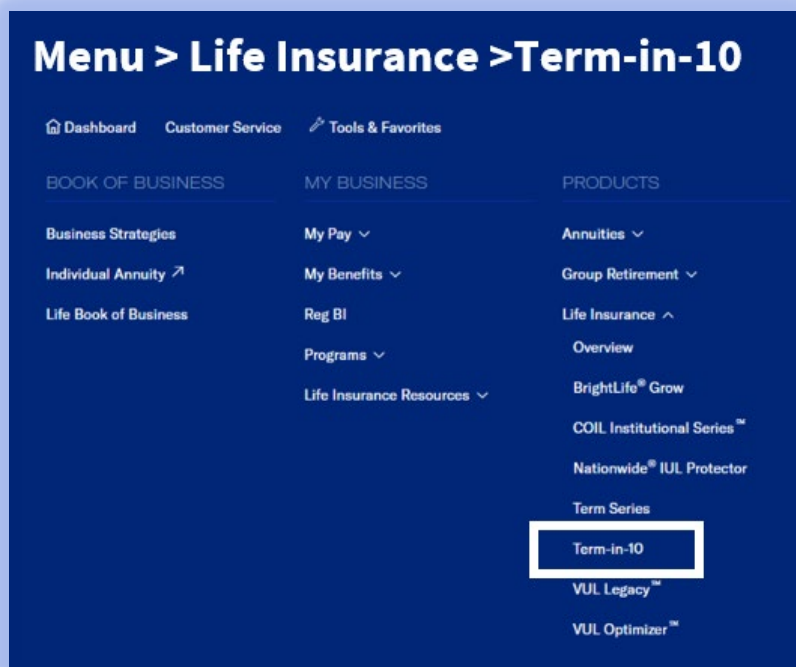 Menu > Life Insurance >Term-in-10
Dashboard Customer Service Tools & Favorites
BOOK OF BUSINESS
Business Strategies
Individual Annuity
Life Book of Business
MY BUSINESS
My Pay
My Benefits
Reg BI
Programs
Life Insurance Resources
PRODUCTS
Annuities
Group Retirement
Life Insurance
Overview
BrightLife® Grow
COIL Institutional Series℠
Nationwide® IUL Protector
Term Series
Term-in-10
VUL Legacy℠
VUL Optimizer℠